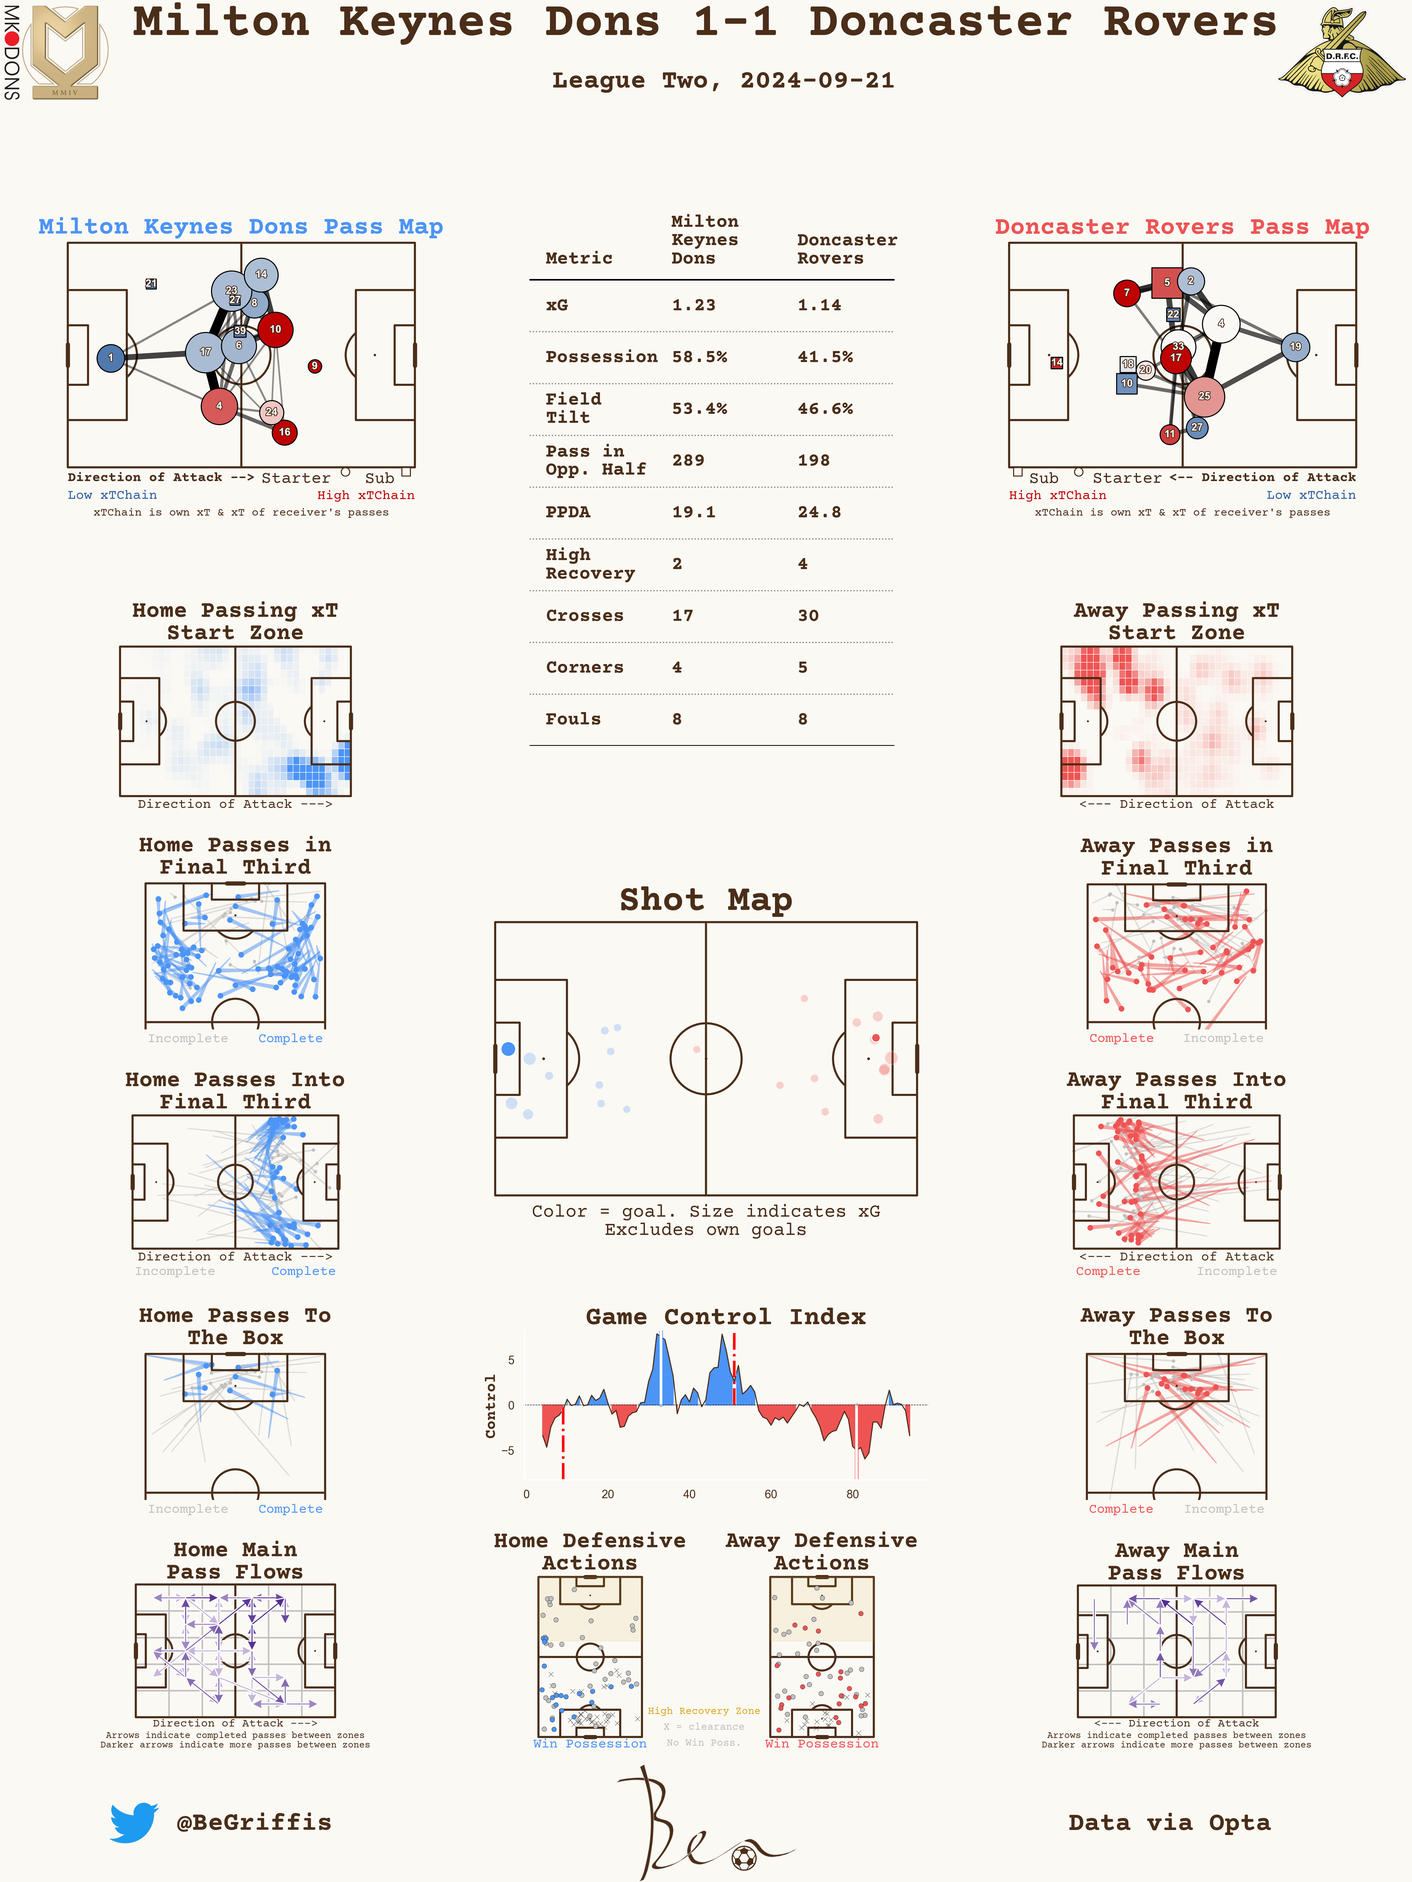 Milton Keynes Dons 1-1 Doncaster Rovers
League Two, 2024-09-21
MK DONS
MMIV
D.R.F.C.
Milton Keynes Dons Pass Map
21
14
23
27
8
39
10
6
17
1
9
4
24
16
Direction of Attack --> Starter Sub
Low xTChain High xTChain
xTChain is own xT & xT of receiver's passes
Metric Milton Keynes Dons Doncaster Rovers
xG 1.23 1.14
Possession 58.5% 41.5%
Field Tilt 53.4% 46.6%
Pass in Opp. Half 289 198
PPDA 19.1 24.8
High Recovery 2 4
Crosses 17 30
Corners 4 5
Fouls 8 8
Doncaster Rovers Pass Map
7
5
2
22
4
33
17
19
14
18
20
10
25
11
27
Sub Starter <-- Direction of Attack
High xTChain Low xTChain
xTChain is own xT & xT of receiver's passes
Home Passing xT
Start Zone
Direction of Attack --->
Away Passing xT
Start Zone
<--- Direction of Attack
Home Passes in
Final Third
Incomplete Complete
Away Passes in
Final Third
Complete Incomplete
Shot Map
Color = goal. Size indicates xG
Excludes own goals
Home Passes Into
Final Third
Direction of Attack --->
Incomplete Complete
Away Passes Into
Final Third
<--- Direction of Attack
Complete Incomplete
Home Passes To
The Box
Incomplete Complete
Game Control Index
Control
5
0
−5
0 20 40 60 80
Away Passes To
The Box
Complete Incomplete
Home Main
Pass Flows
Direction of Attack --->
Arrows indicate completed passes between zones
Darker arrows indicate more passes between zones
Home Defensive
Actions
Win Possession
High Recovery Zone
X = clearance
No Win Poss.
Away Defensive
Actions
Win Possession
Away Main
Pass Flows
<--- Direction of Attack
Arrows indicate completed passes between zones
Darker arrows indicate more passes between zones
@BeGriffis
Ben
Data via Opta